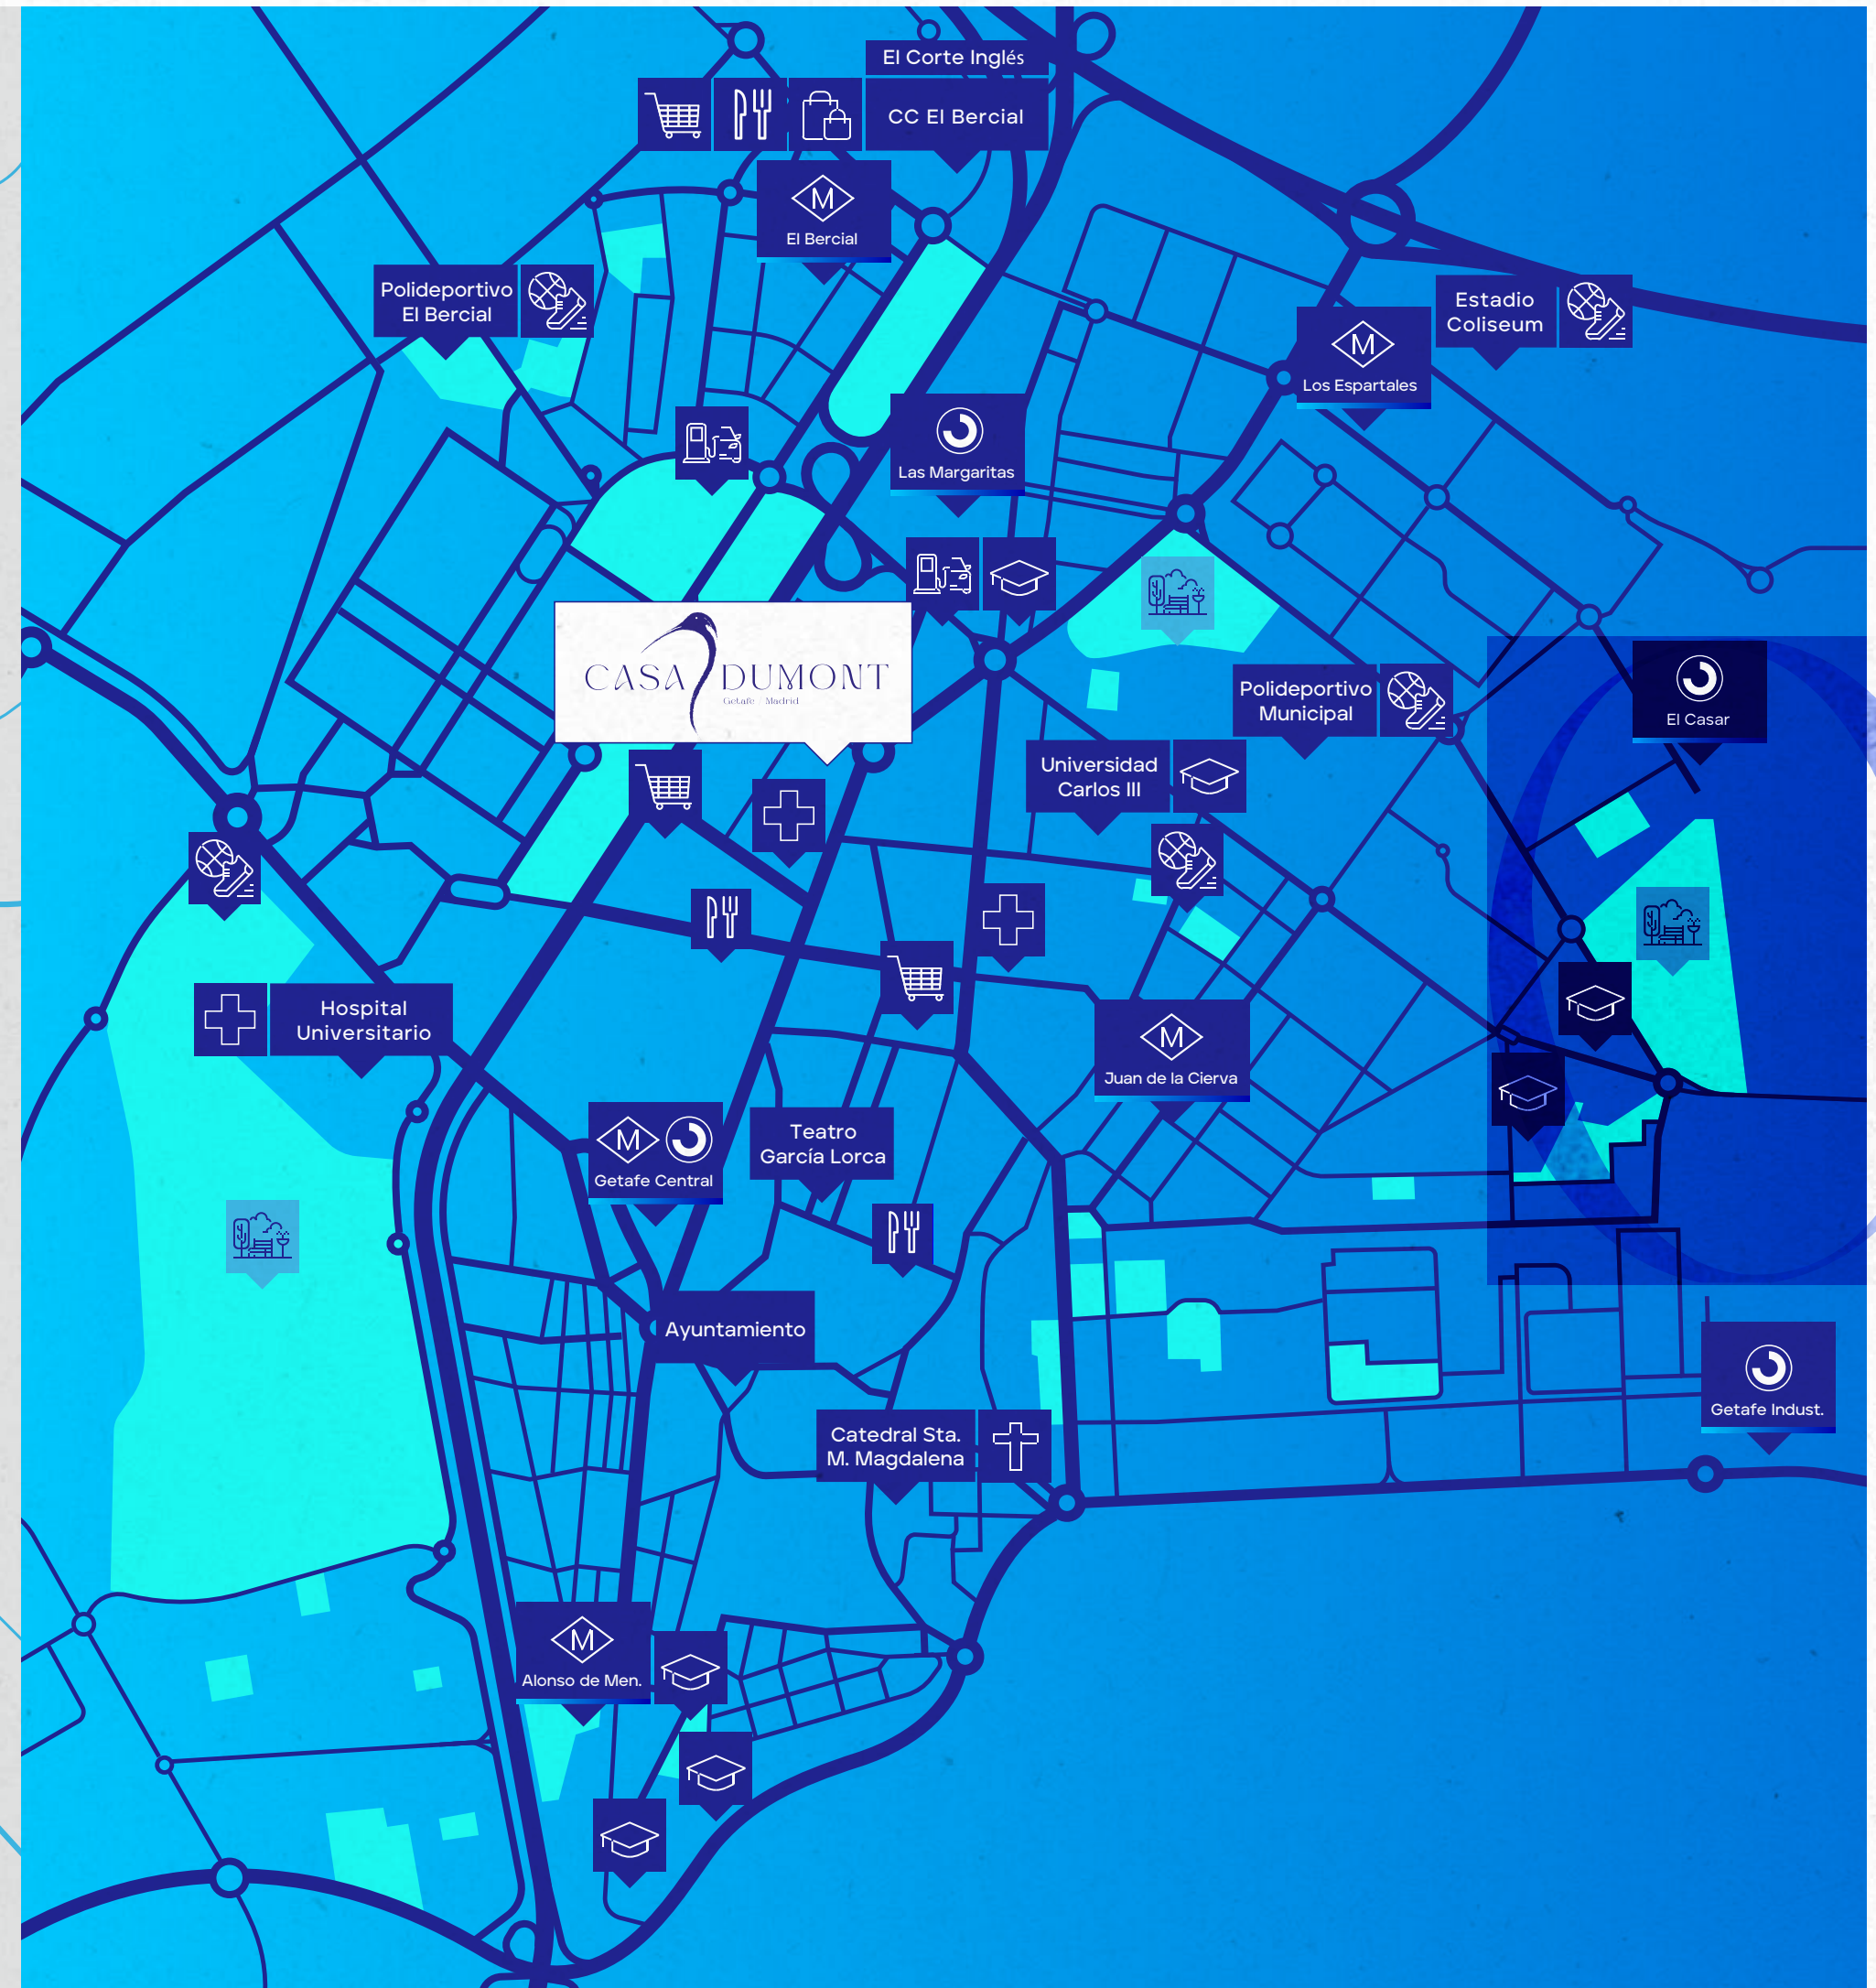 El Corte Inglés
CC El Bercial
M
El Bercial
Polideportivo
El Bercial
Estadio
Coliseum
M
Los Espartales
Las Margaritas
CASA DUMONT
Getafe / Madrid
El Casar
Polideportivo
Municipal
Universidad
Carlos III
Hospital
Universitario
M
Juan de la Cierva
M
Getafe Central
Teatro
García Lorca
Ayuntamiento
Getafe Indust.
Catedral Sta.
M. Magdalena
M
Alonso de Men.